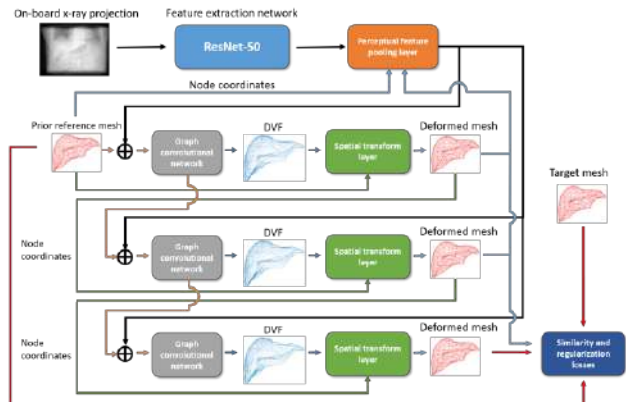 On-board x-ray projection
Feature extraction network
ResNet-50
Perceptual feature
pooling layer
Node coordinates
Prior reference mesh
Graph
convolutional
network
DVF
Spatial transform
layer
Deformed mesh
Target mesh
Node
coordinates
Graph
convolutional
network
DVF
Spatial transform
layer
Deformed mesh
Node
coordinates
Graph
convolutional
network
DVF
Spatial transform
layer
Deformed mesh
Similarity and
regularization
losses